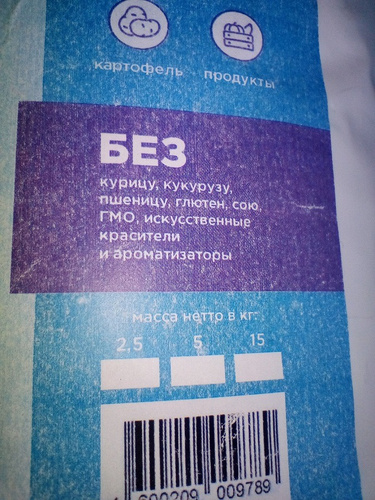 картофель продукты
БЕЗ
курицу, кукурузу,
пшеницу, глютен, сою,
ГМО, искусственные
красители
и ароматизаторы
масса нетто в кг:
2,5 5 15
009789